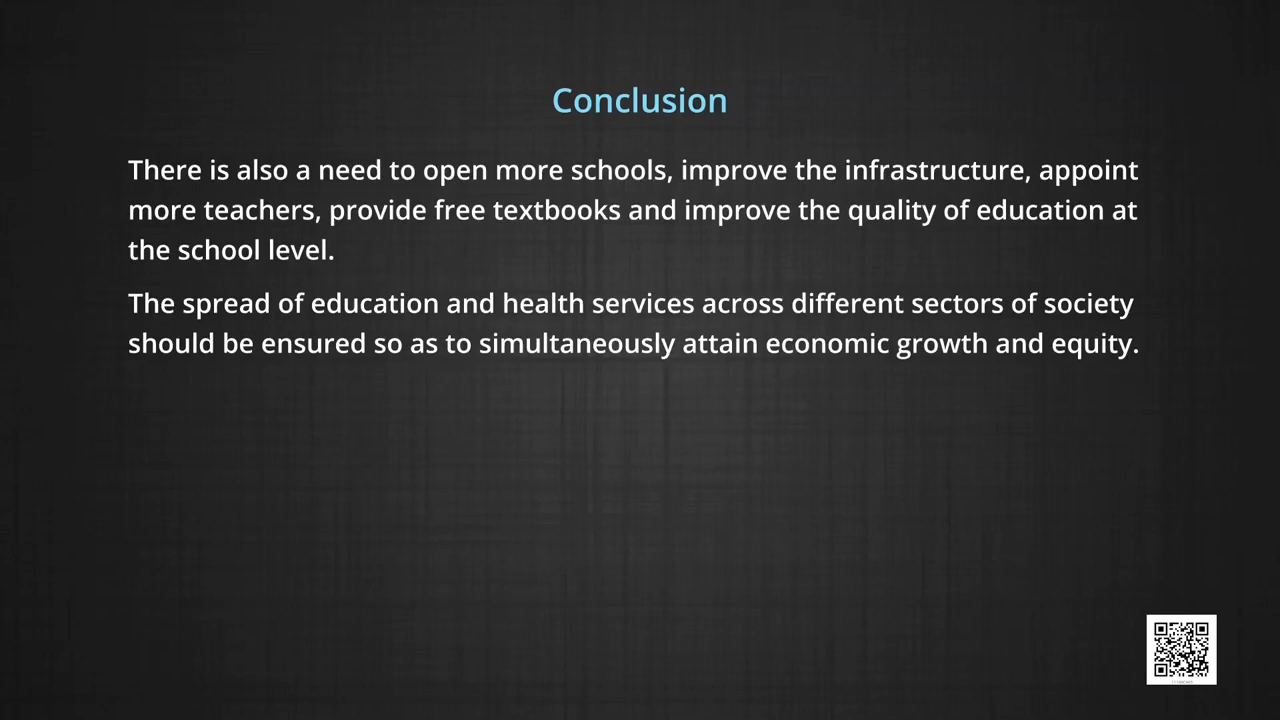 Conclusion
There is also a need to open more schools, improve the infrastructure, appoint
more teachers, provide free textbooks and improve the quality of education at
the school level.
The spread of education and health services across different sectors of society
should be ensured so as to simultaneously attain economic growth and equity.